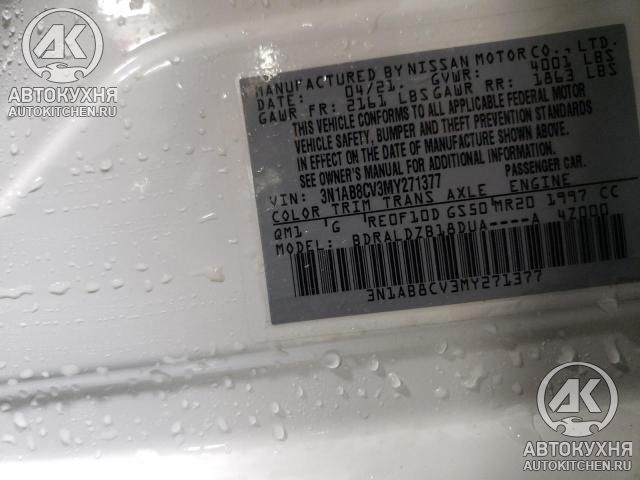 AK
АВТОКУХНЯ
AUTOKITCHEN.RU
MANUFACTURED BY NISSAN MOTOR CO., LTD.
DATE: 04/21. GVWR: 4001 LBS
GAWR FR: 2161 LBS GAWR RR: 1863 LBS
THIS VEHICLE CONFORMS TO ALL APPLICABLE FEDERAL MOTOR
VEHICLE SAFETY, BUMPER AND THEFT PREVENTION STANDARDS
IN EFFECT ON THE DATE OF MANUFACTURE SHOWN ABOVE.
SEE OWNER'S MANUAL FOR ADDITIONAL INFORMATION.
VIN: 3N1AB8CV3MY271377 PASSENGER CAR.
COLOR TRIM TRANS AXLE ENGINE
QM1 'G RE0F10D GS50 MR20 1997 CC
MODEL: BDRALDZB18DUA----A 4Z000
3N1AB8CV3MY271377
AK
АВТОКУХНЯ
AUTOKITCHEN.RU